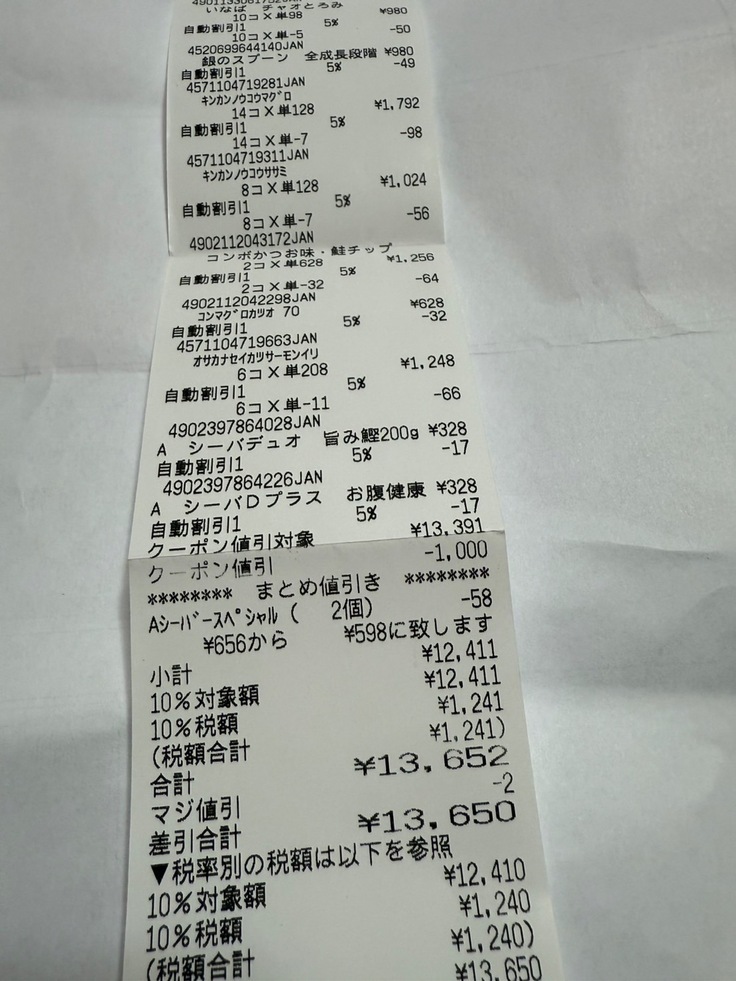 いなば チャオとろみ
10コX単98 ¥980
自動割引1 5%
10コX単-5 -50
4520699644140JAN
銀のスプーン 全成長段階 ¥980
自動割引1 5% -49
4571104719281JAN
キンカンノウコウマグロ
14コX単128 ¥1,792
自動割引1 5%
14コX単-7 -98
4571104719311JAN
キンカンノウコウササミ
8コX単128 ¥1,024
自動割引1 5%
8コX単-7 -56
4902112043172JAN
コンボかつお味・鮭チップ
2コX単628 ¥1,256
自動割引1 5%
2コX単-32 -64
4902112042298JAN
コンマグロカツオ 70 ¥628
自動割引1 5% -32
4571104719663JAN
オサカナセイカツサーモンイリ
6コX単208 ¥1,248
自動割引1 5%
6コX単-11 -66
4902397864028JAN
A シーバデュオ 旨み鰹200g ¥328
自動割引1 5% -17
4902397864226JAN
A シーバDプラス お腹健康 ¥328
自動割引1 5% -17
クーポン値引対象 ¥13,391
クーポン値引 -1,000
******** まとめ値引き ********
Aシーバースペシャル ( 2個) -58
¥656から ¥598に致します
小計 ¥12,411
10%対象額 ¥12,411
10%税額 ¥1,241
(税額合計 ¥1,241)
合計 ¥13,652
マジ値引 -2
差引合計 ¥13,650
▼税率別の税額は以下を参照
10%対象額 ¥12,410
10%税額 ¥1,240
(税額合計 ¥1,240)
¥13,650